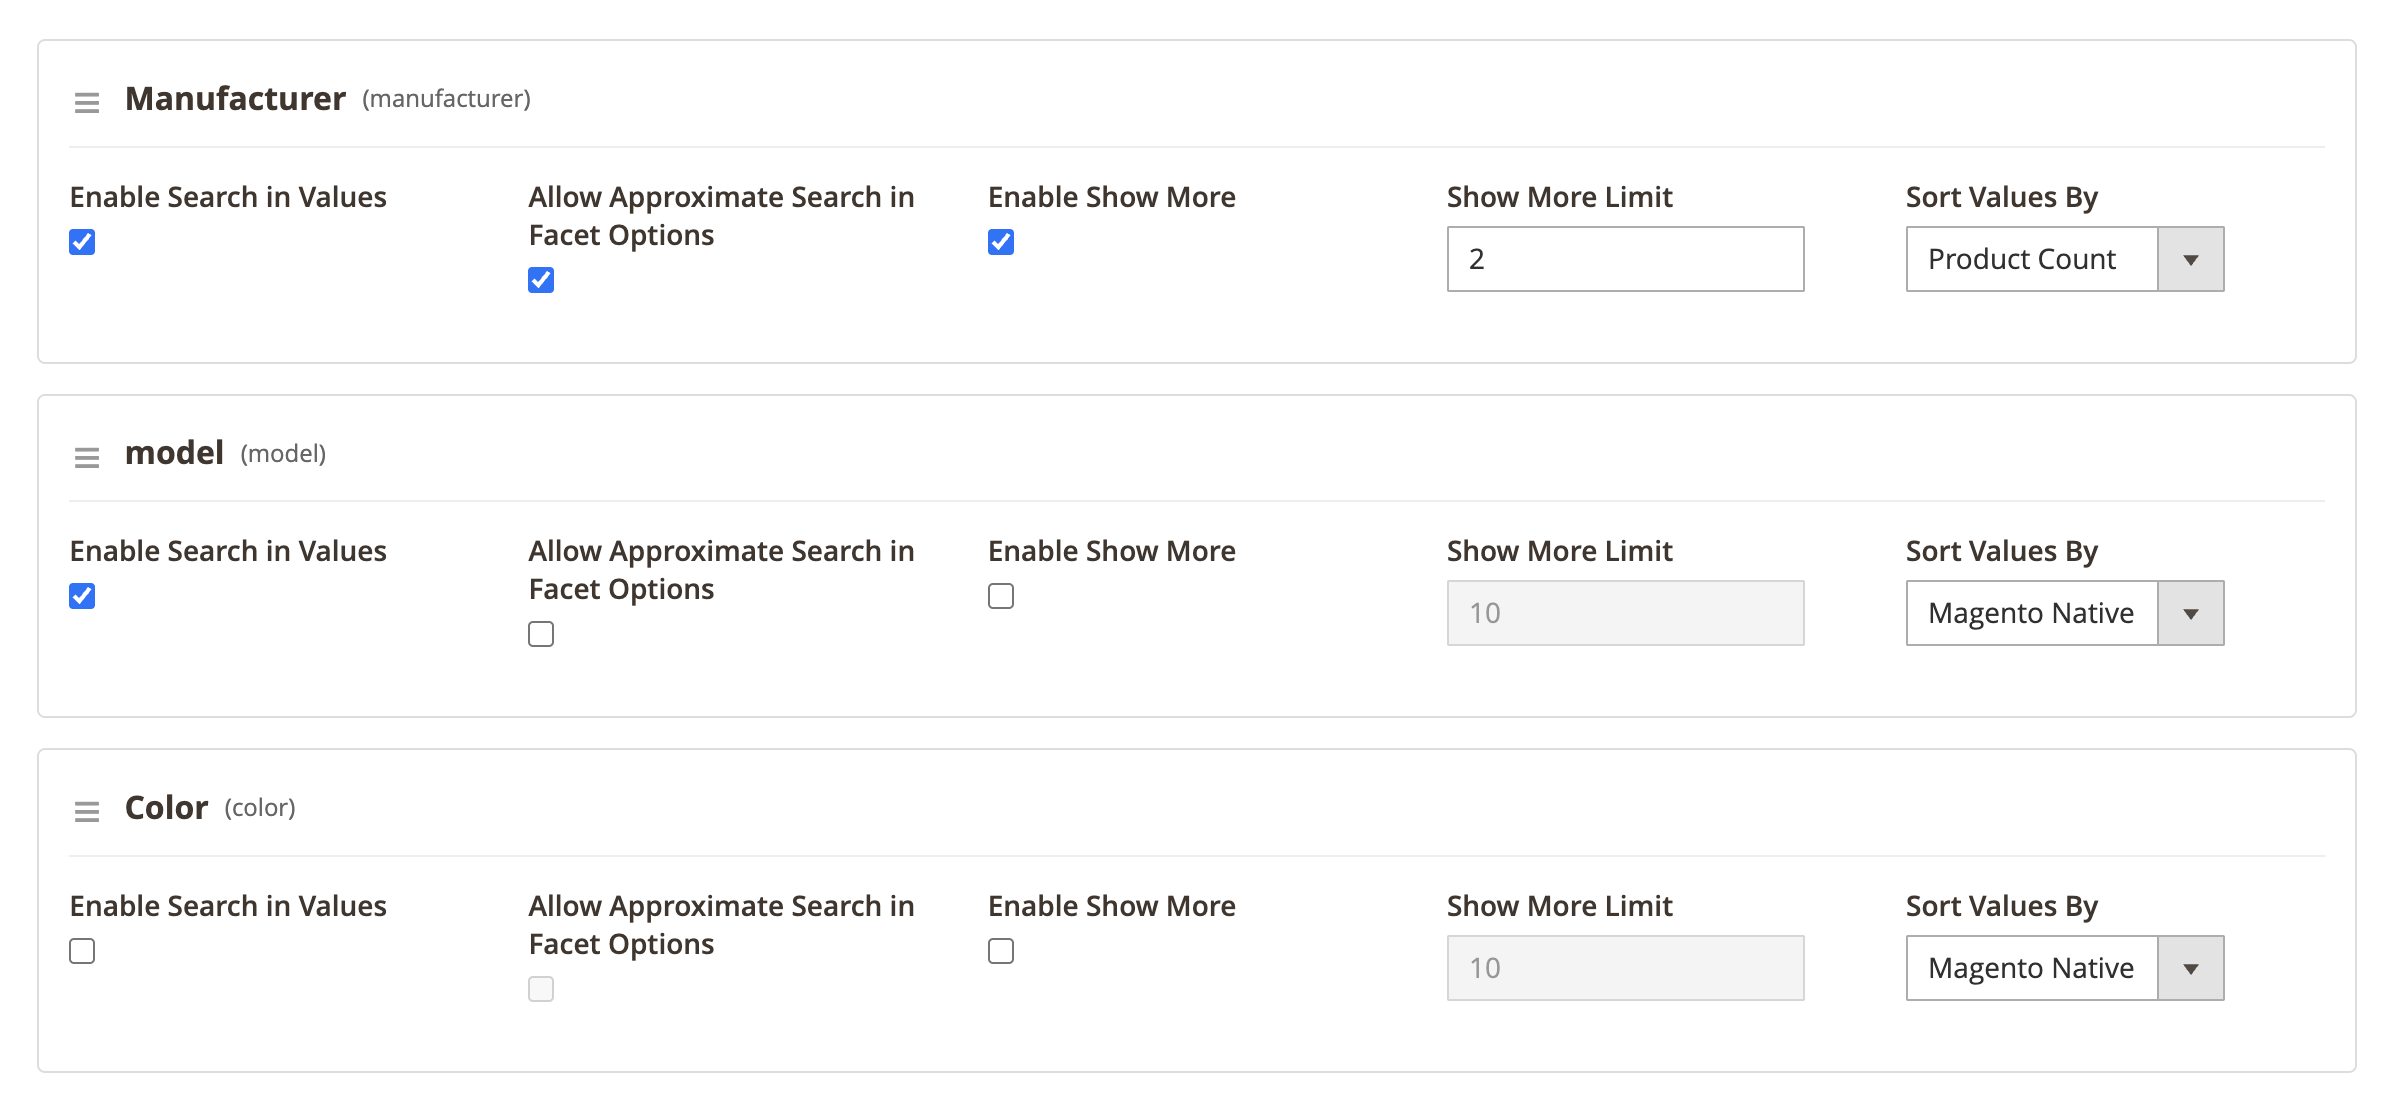 Manufacturer (manufacturer)
Enable Search in Values
Allow Approximate Search in
Facet Options
Enable Show More
Show More Limit
2
Sort Values By
Product Count
model (model)
Enable Search in Values
Allow Approximate Search in
Facet Options
Enable Show More
Show More Limit
10
Sort Values By
Magento Native
Color (color)
Enable Search in Values
Allow Approximate Search in
Facet Options
Enable Show More
Show More Limit
10
Sort Values By
Magento Native